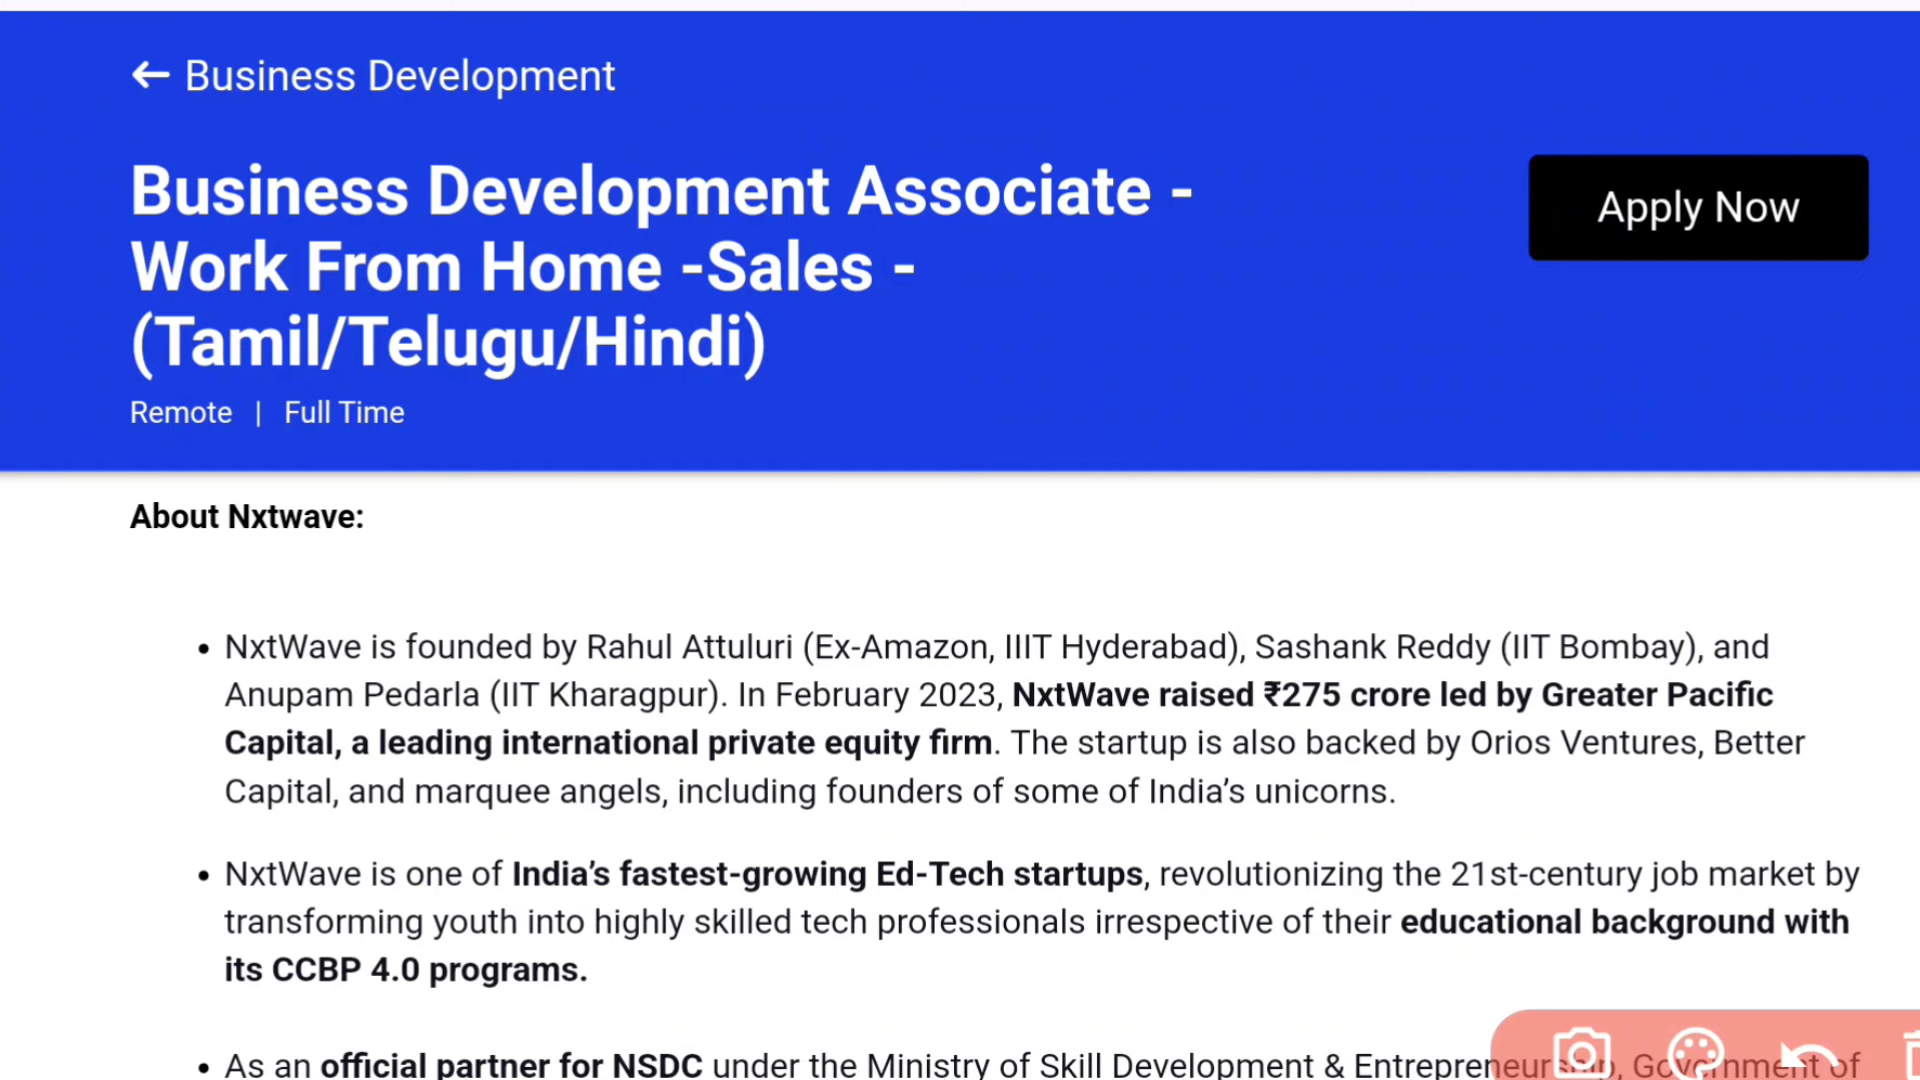 ← Business Development
Business Development Associate -
Work From Home -Sales -
(Tamil/Telugu/Hindi)
Apply Now
Remote | Full Time
About Nxtwave:
• NxtWave is founded by Rahul Attuluri (Ex-Amazon, IIIT Hyderabad), Sashank Reddy (IIT Bombay), and
Anupam Pedarla (IIT Kharagpur). In February 2023, NxtWave raised ₹275 crore led by Greater Pacific
Capital, a leading international private equity firm. The startup is also backed by Orios Ventures, Better
Capital, and marquee angels, including founders of some of India’s unicorns.
• NxtWave is one of India’s fastest-growing Ed-Tech startups, revolutionizing the 21st-century job market by
transforming youth into highly skilled tech professionals irrespective of their educational background with
its CCBP 4.0 programs.
• As an official partner for NSDC under the Ministry of Skill Development & Entrepreneurship, Government of